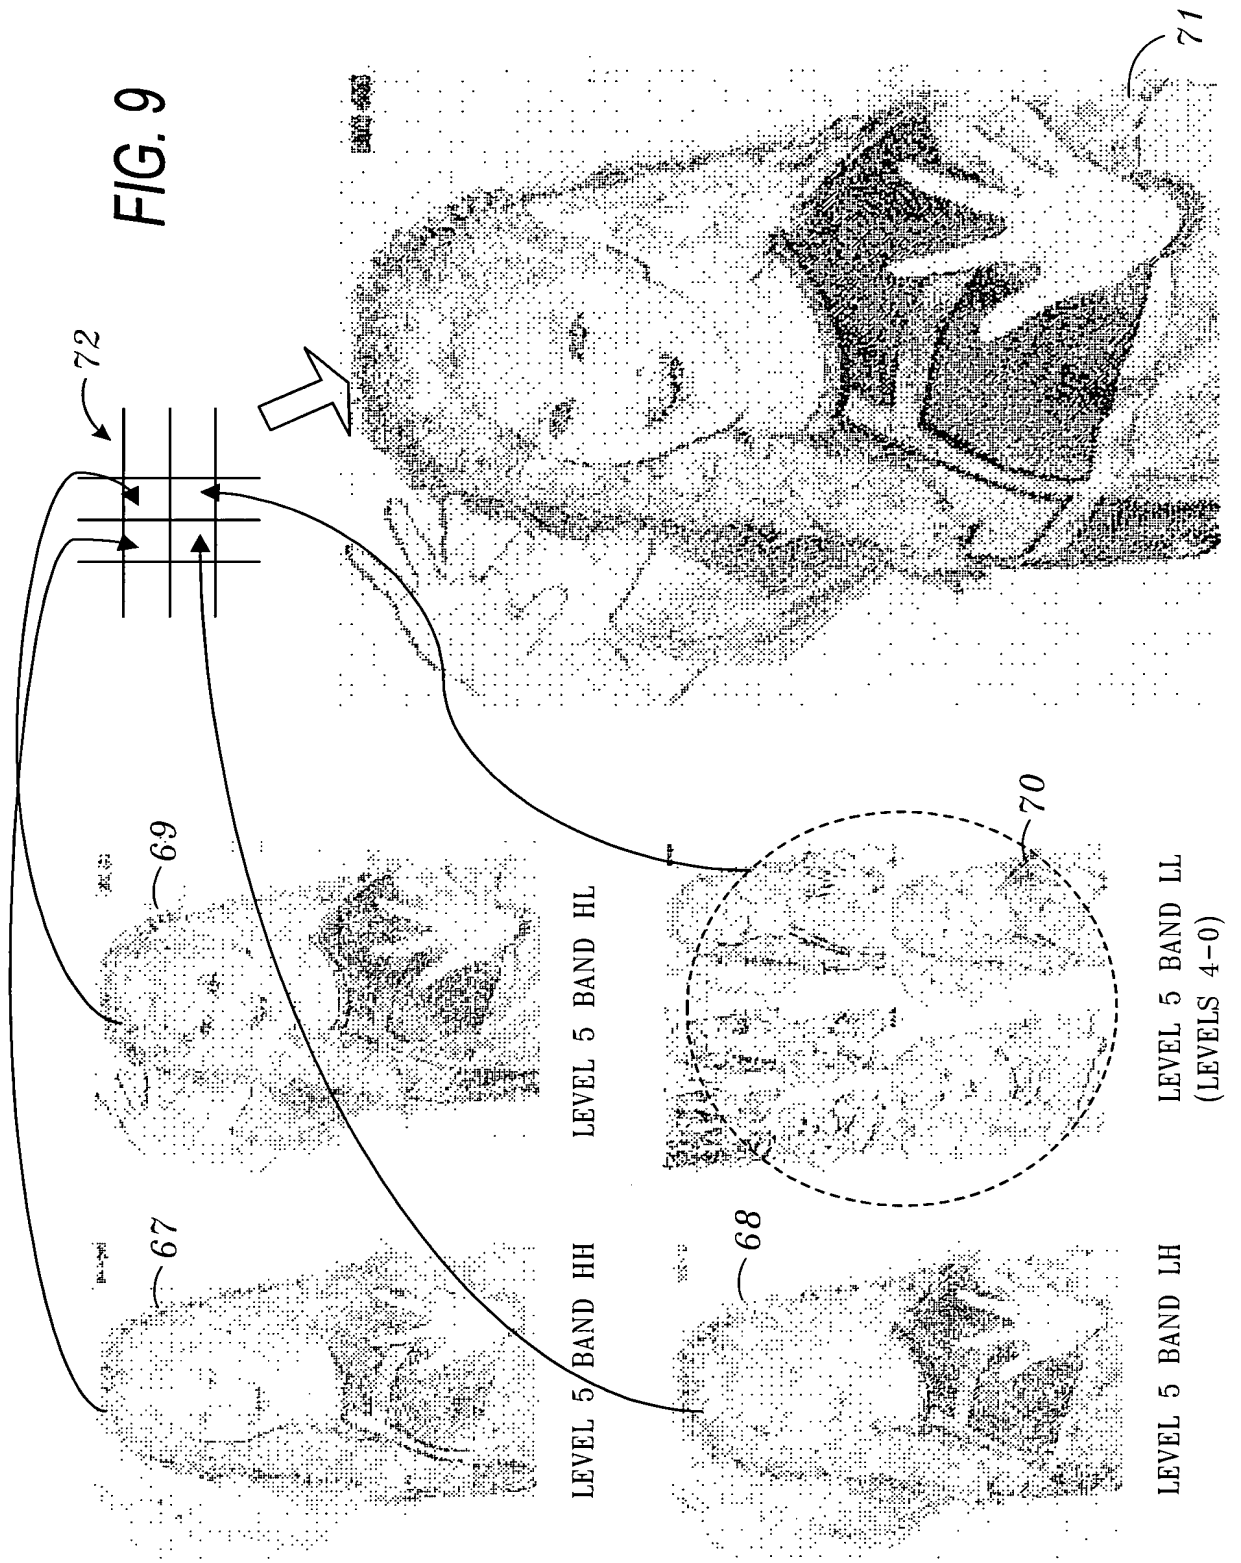 FIG. 9
72
67
69
71
LEVEL 5 BAND HH
LEVEL 5 BAND HL
68
70
LEVEL 5 BAND LH
LEVEL 5 BAND LL
(LEVELS 4-0)